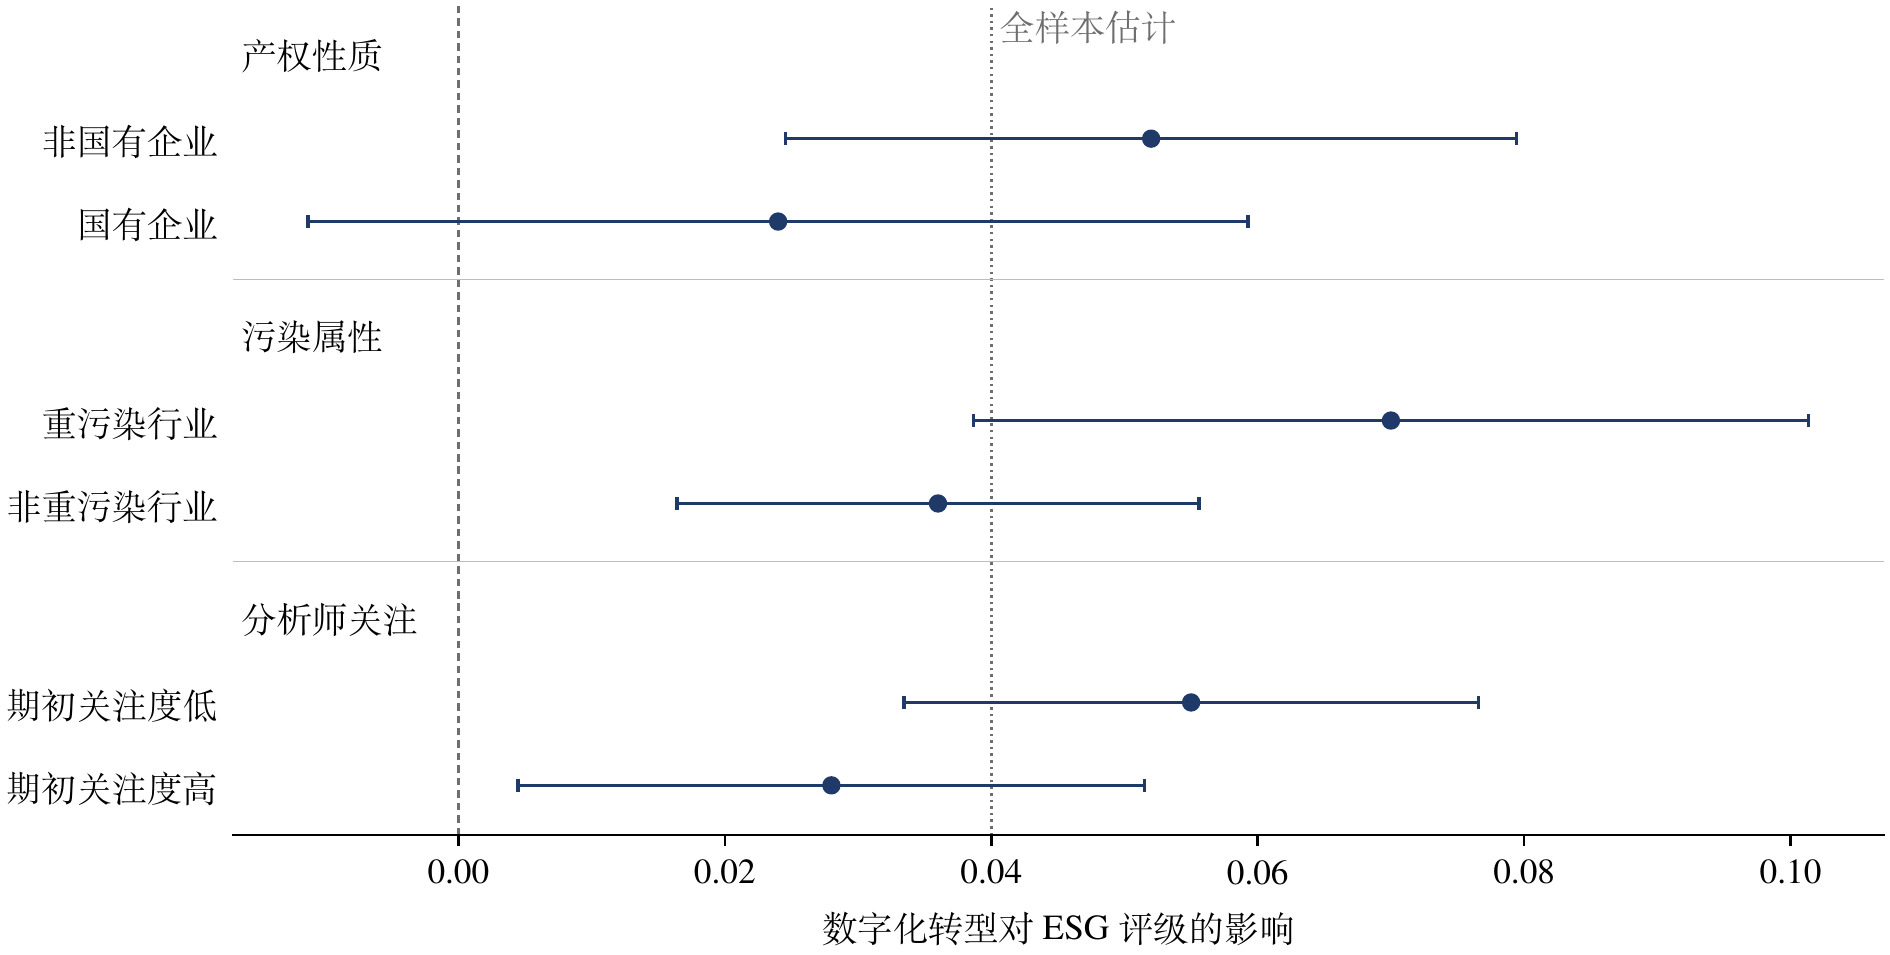 全样本估计
产权性质
非国有企业
国有企业
污染属性
重污染行业
非重污染行业
分析师关注
期初关注度低
期初关注度高
0.00 0.02 0.04 0.06 0.08 0.10
数字化转型对 ESG 评级的影响